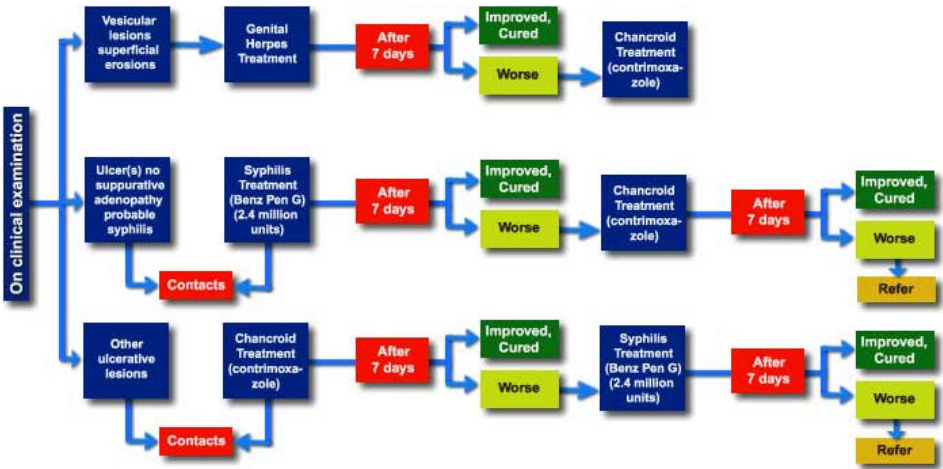 On clinical examination
Vesicular
lesions
superficial
erosions
Genital
Herpes
Treatment
After
7 days
Improved,
Cured
Worse
Chancroid
Treatment
(contrimoxa-
zole)
Ulcer(s) no
suppurative
adenopathy
probable
syphilis
Syphilis
Treatment
(Benz Pen G)
(2.4 million
units)
Contacts
After
7 days
Improved,
Cured
Worse
Chancroid
Treatment
(contrimoxa-
zole)
After
7 days
Improved,
Cured
Worse
Refer
Other
ulcerative
lesions
Chancroid
Treatment
(contrimoxa-
zole)
Contacts
After
7 days
Improved,
Cured
Worse
Syphilis
Treatment
(Benz Pen G)
(2.4 million
units)
After
7 days
Improved,
Cured
Worse
Refer